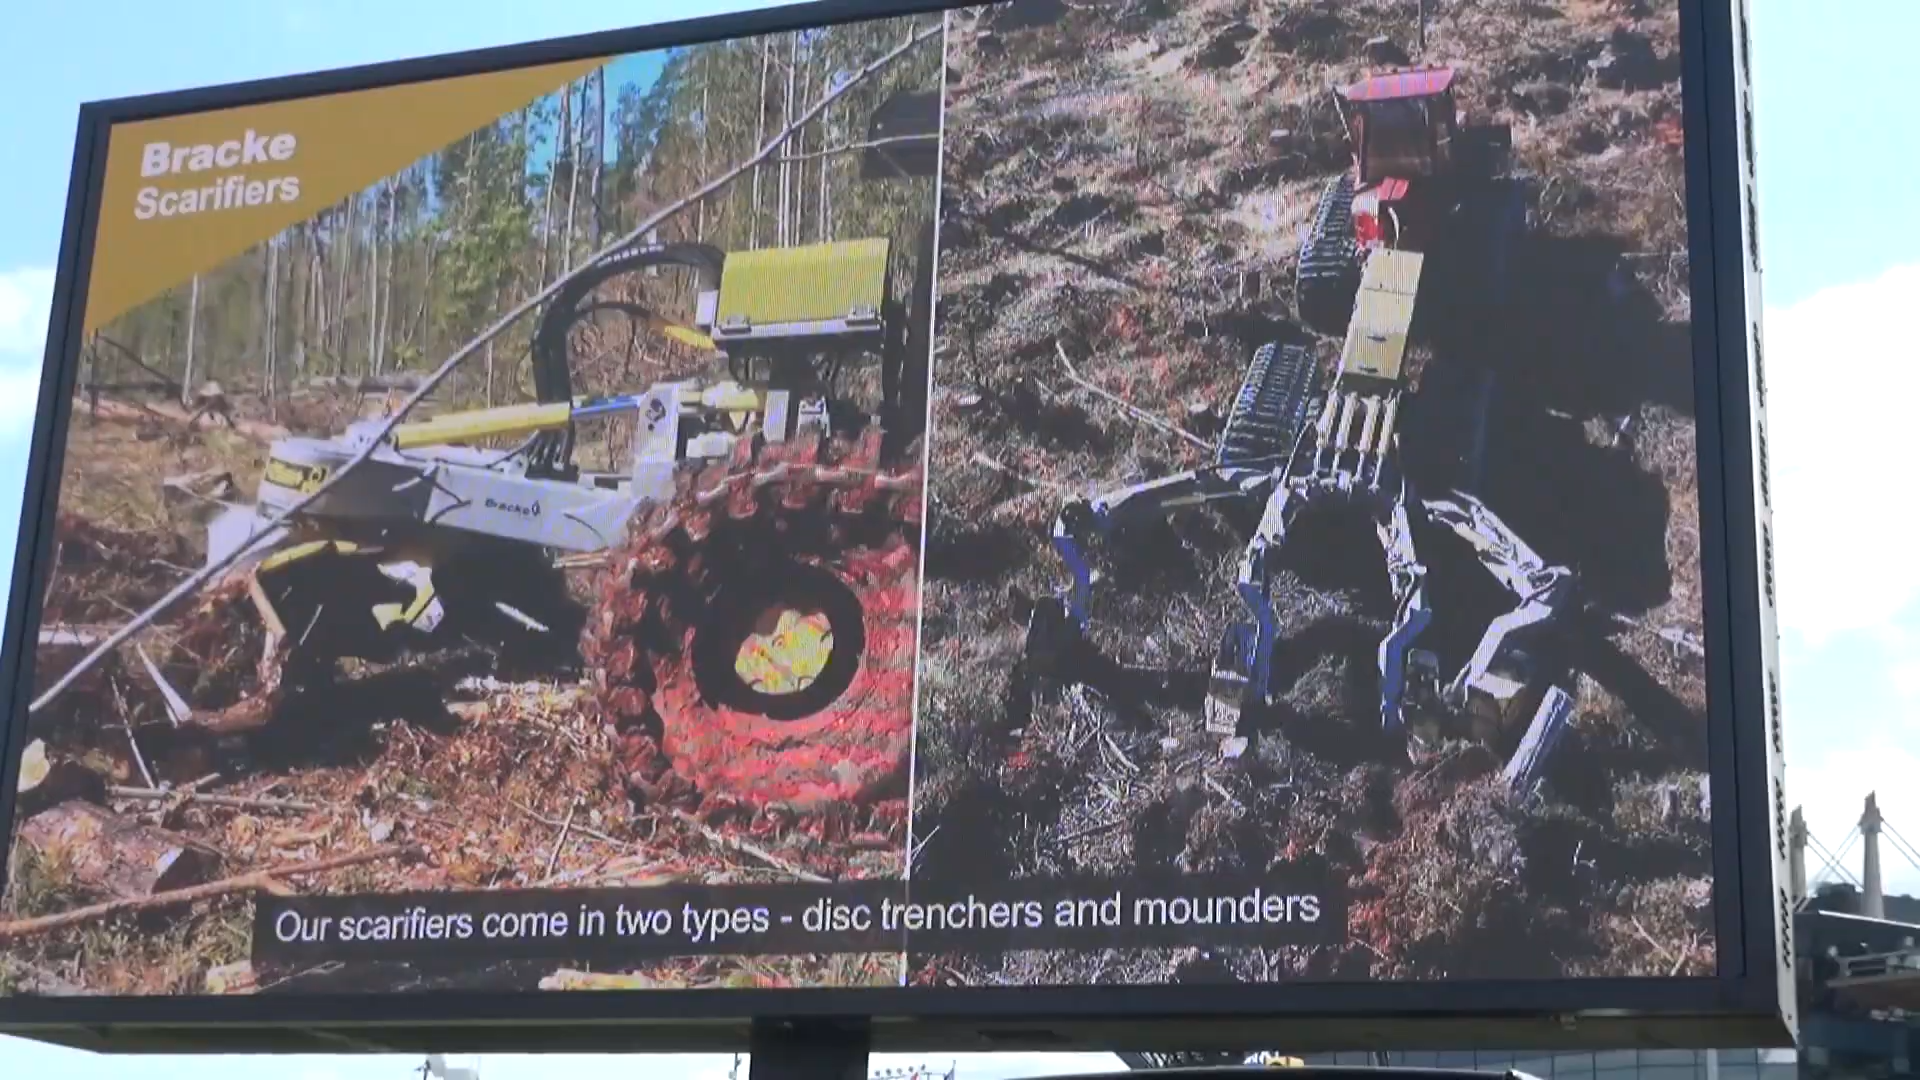 Bracke
Scarifiers
Bracke
Our scarifiers come in two types - disc trenchers and mounders